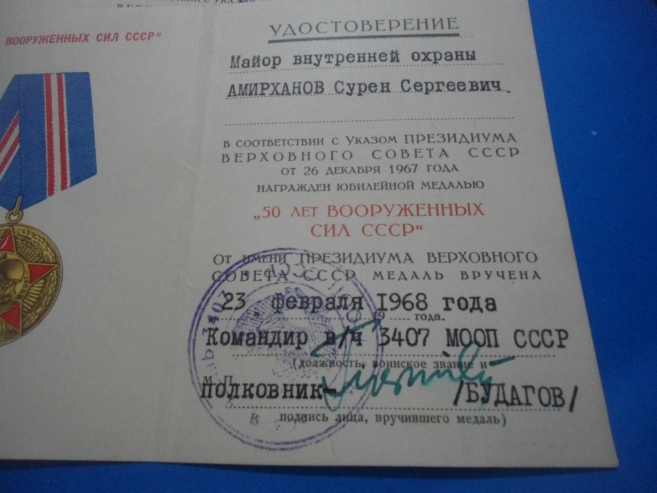 ВООРУЖЕННЫХ СИЛ СССР“
УДОСТОВЕРЕНИЕ
Майор внутренней охраны
АМИРХАНОВ Сурен Сергеевич.
В СООТВЕТСТВИИ С УКАЗОМ ПРЕЗИДИУМА
ВЕРХОВНОГО СОВЕТА СССР
ОТ 26 ДЕКАБРЯ 1967 ГОДА
НАГРАЖДЕН ЮБИЛЕЙНОЙ МЕДАЛЬЮ
„50 ЛЕТ ВООРУЖЕННЫХ
СИЛ СССР“
ОТ ИМЕНИ ПРЕЗИДИУМА ВЕРХОВНОГО
СОВЕТА СССР МЕДАЛЬ ВРУЧЕНА
23. февраля 1968 года
19 года.
Командир в/ч 3407 МООП СССР
(должность, воинское звание и
полковник- /БУДАГОВ/
подпись лица, вручившего медаль)